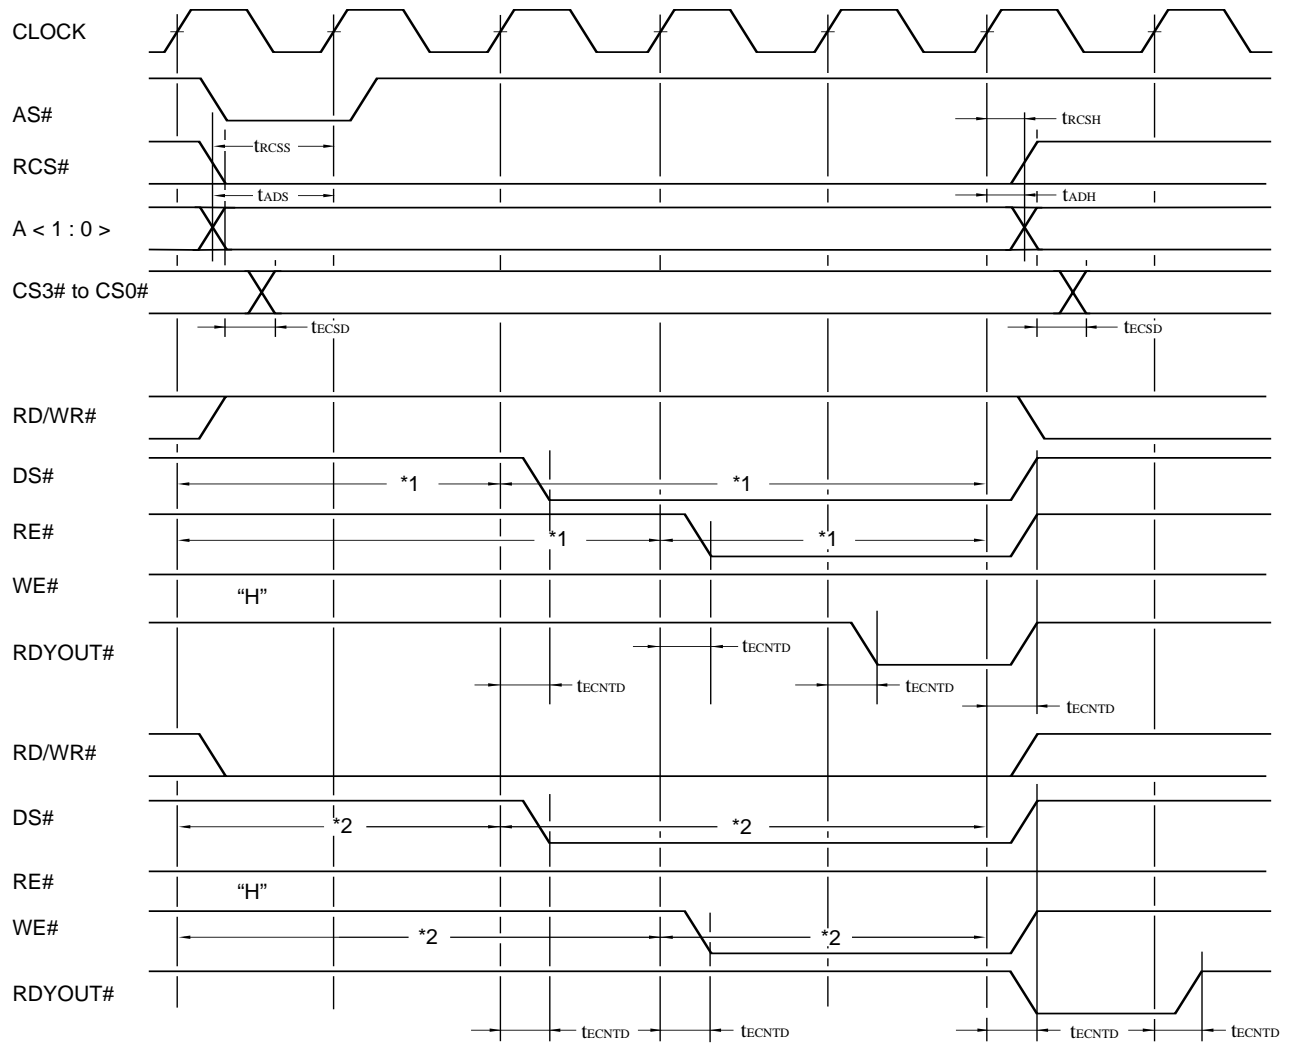 CLOCK
AS#
tRCSS
tRCSH
RCS#
tADS
tADH
A < 1 : 0 >
CS3# to CS0#
tECSD
tECSD
RD/WR#
DS#
*1
*1
RE#
*1
*1
WE#
“H”
RDYOUT#
tECNTD
tECNTD
tECNTD
tECNTD
RD/WR#
DS#
*2
*2
RE#
“H”
WE#
*2
*2
RDYOUT#
tECNTD
tECNTD
tECNTD
tECNTD